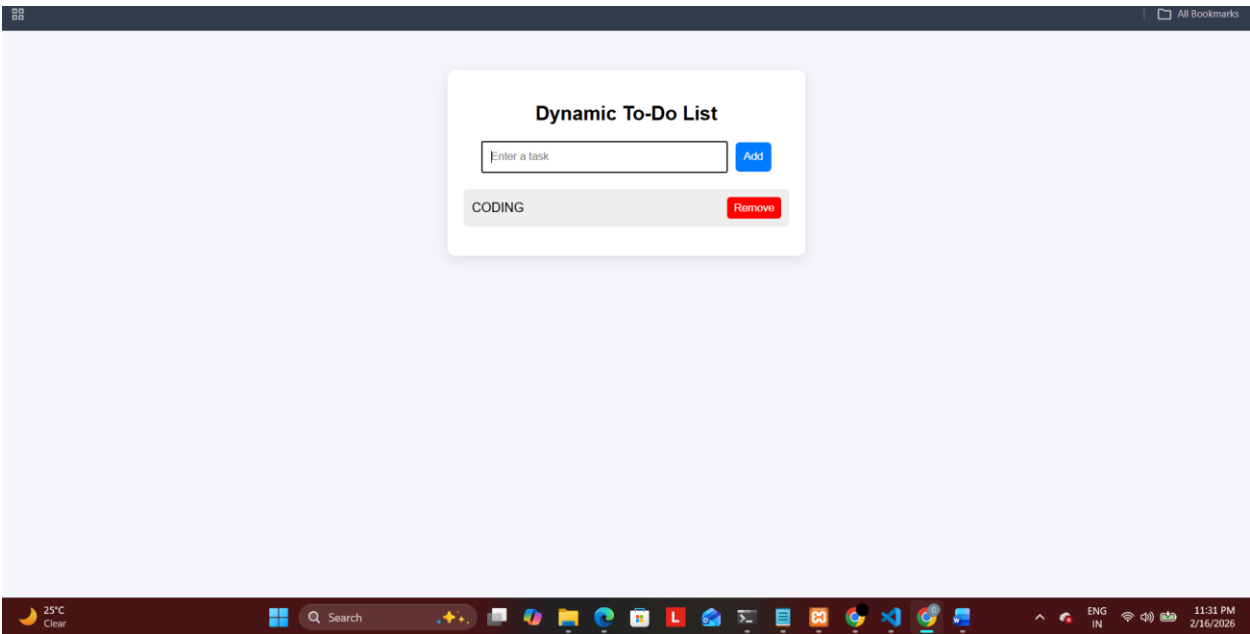 All Bookmarks
Dynamic To-Do List
Enter a task
Add
CODING
Remove
25°C
Clear
Search
L
ENG
IN
11:31 PM
2/16/2026